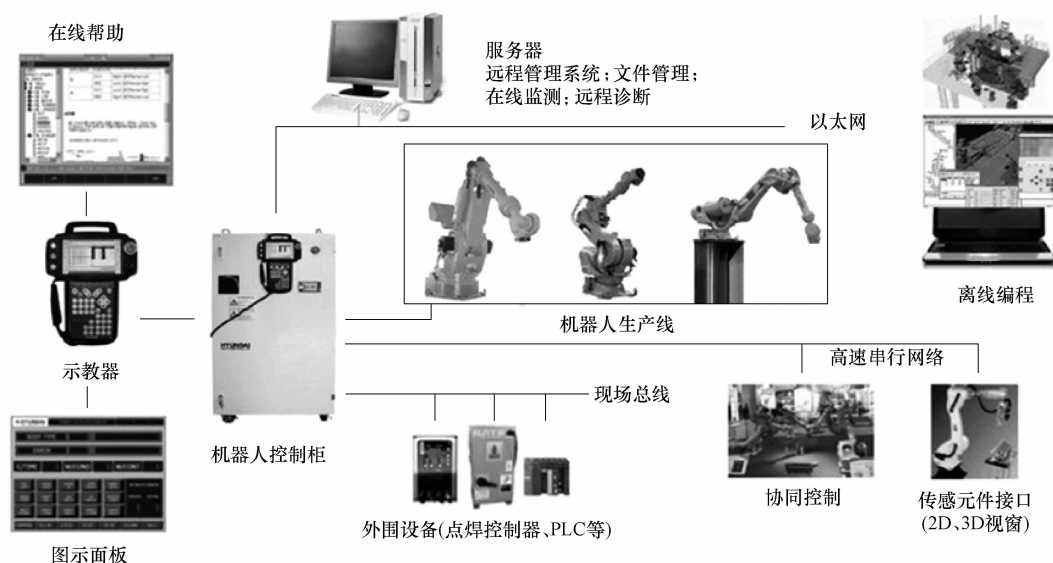 在线帮助
服务器
远程管理系统;文件管理;
在线监测;远程诊断
以太网
离线编程
机器人生产线
示教器
高速串行网络
现场总线
HYUNDAI
机器人控制柜
协同控制
传感元件接口
(2D、3D视窗)
外围设备(点焊控制器、PLC等)
图示面板